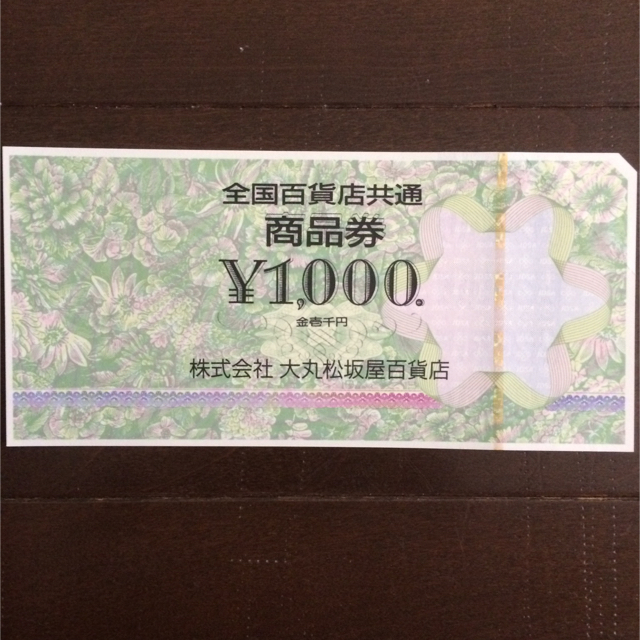 全国百貨店共通
商品券
¥1,000.
金壱千円
株式会社 大丸松坂屋百貨店